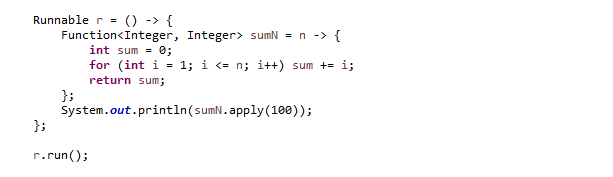 Runnable r = () -> {
    Function<Integer, Integer> sumN = n -> {
        int sum = 0;
        for (int i = 1; i <= n; i++) sum += i;
        return sum;
    };
    System.out.println(sumN.apply(100));
};

r.run();